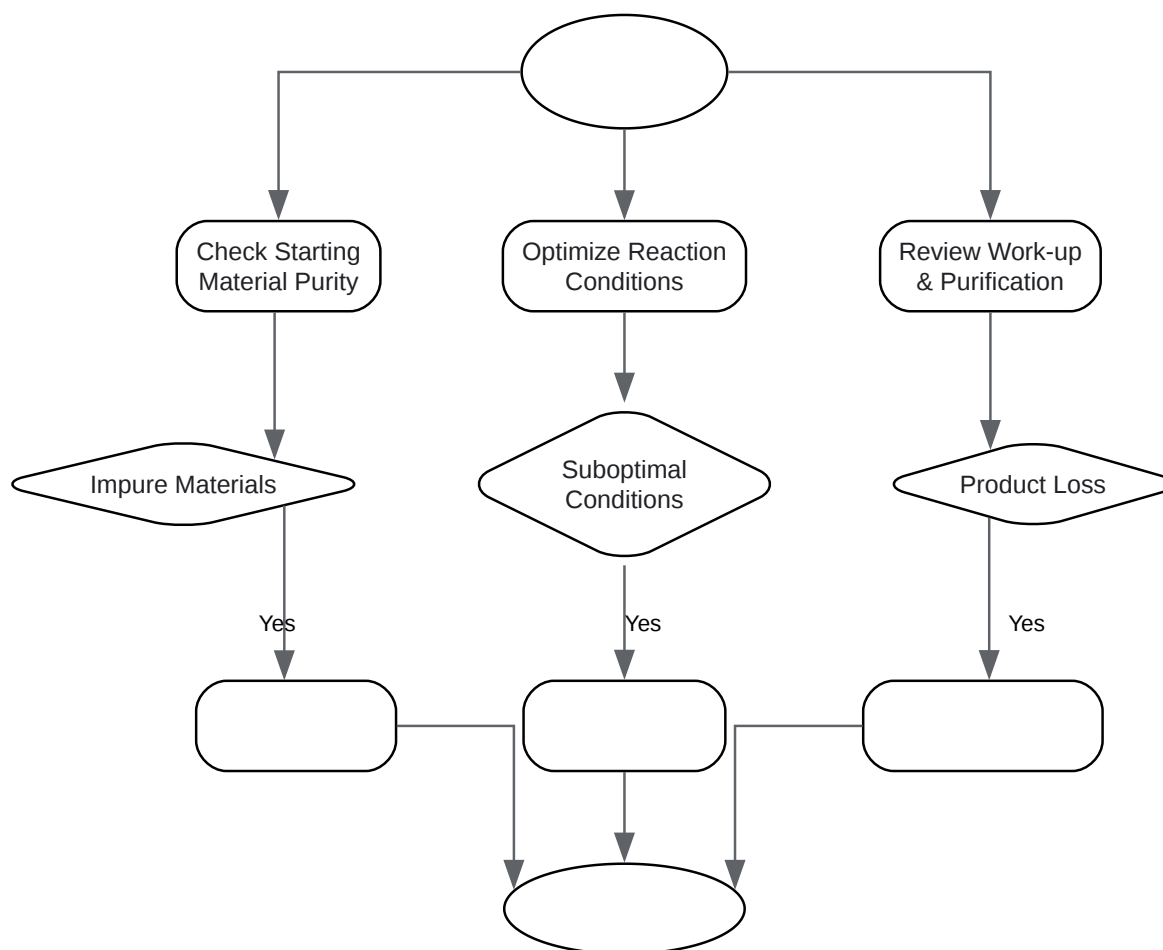 Check Starting
Material Purity
Optimize Reaction
Conditions
Review Work-up
& Purification
Impure Materials
Suboptimal
Conditions
Product Loss
Yes
Yes
Yes